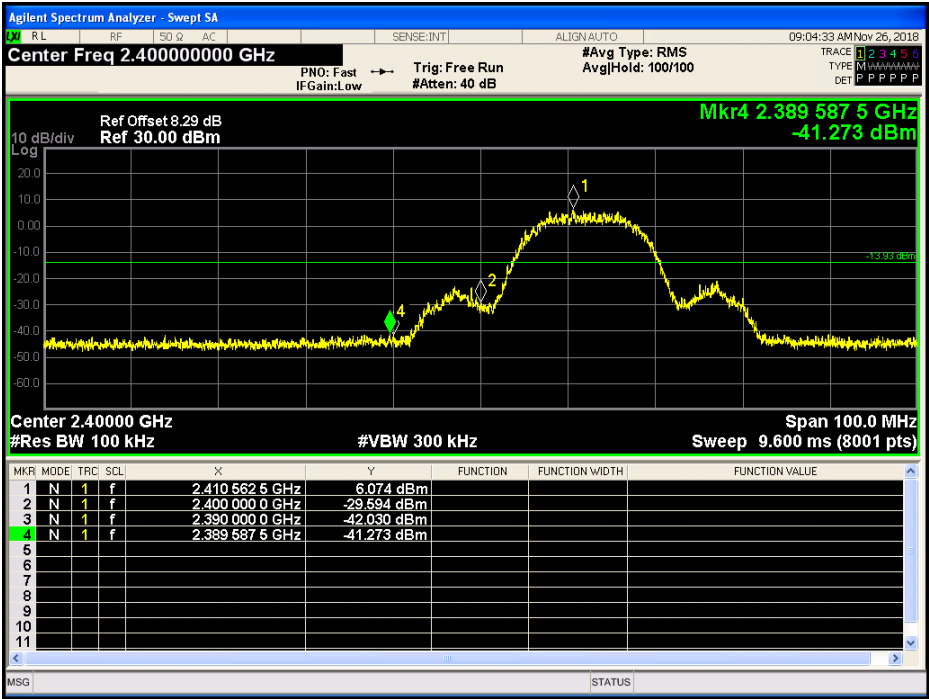 Agilent Spectrum Analyzer - Swept SA
LXI RL RF 50 Ω AC SENSE:INT ALIGN AUTO 09:04:33 AM Nov 26, 2018
Center Freq 2.400000000 GHz #Avg Type: RMS TRACE 1 2 3 4 5 6
PNO: Fast Trig: Free Run Avg|Hold: 100/100 TYPE M WWWWW
IFGain:Low #Atten: 40 dB DET P P P P P P
Mkr4 2.389 587 5 GHz
Ref Offset 8.29 dB
10 dB/div Ref 30.00 dBm -41.273 dBm
Log
20.0
1
10.0
0.00
-10.0
-13.93 dBm
-20.0
2
-30.0
4
-40.0
-50.0
-60.0
Center 2.40000 GHz Span 100.0 MHz
#Res BW 100 kHz #VBW 300 kHz Sweep 9.600 ms (8001 pts)
MKR MODE TRC SCL X Y FUNCTION FUNCTION WIDTH FUNCTION VALUE
1 N 1 f 2.410 562 5 GHz 6.074 dBm
2 N 1 f 2.400 000 0 GHz -29.594 dBm
3 N 1 f 2.390 000 0 GHz -42.030 dBm
4 N 1 f 2.389 587 5 GHz -41.273 dBm
5
6
7
8
9
10
11
MSG STATUS